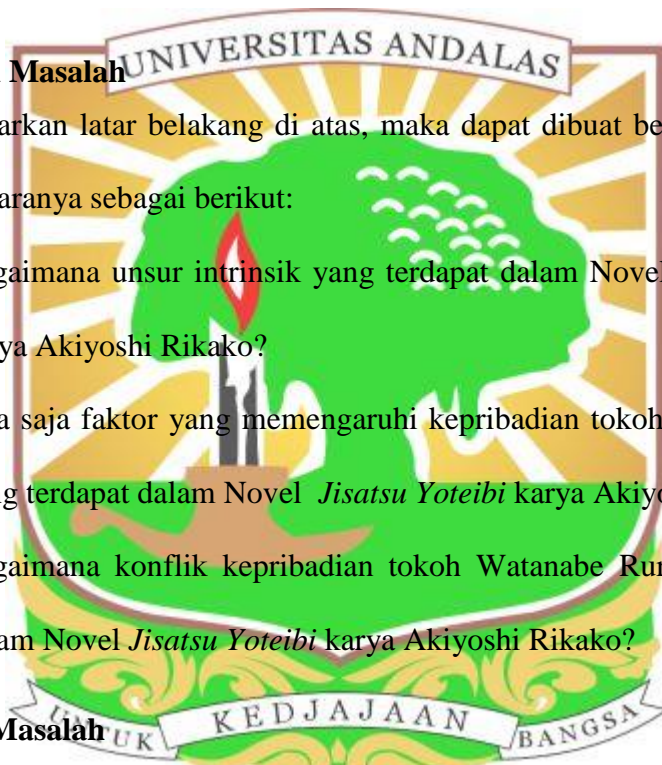 UNIVERSITAS ANDALAS
Masalah
arkan latar belakang di atas, maka dapat dibuat be
aranya sebagai berikut:
gaimana unsur intrinsik yang terdapat dalam Novel
ya Akiyoshi Rikako?
a saja faktor yang memengaruhi kepribadian tokoh
g terdapat dalam Novel Jisatsu Yoteibi karya Akiyo
gaimana konflik kepribadian tokoh Watanabe Ru
am Novel Jisatsu Yoteibi karya Akiyoshi Rikako?
Masalah
UNTUK KEDJAJAAN BANGSA